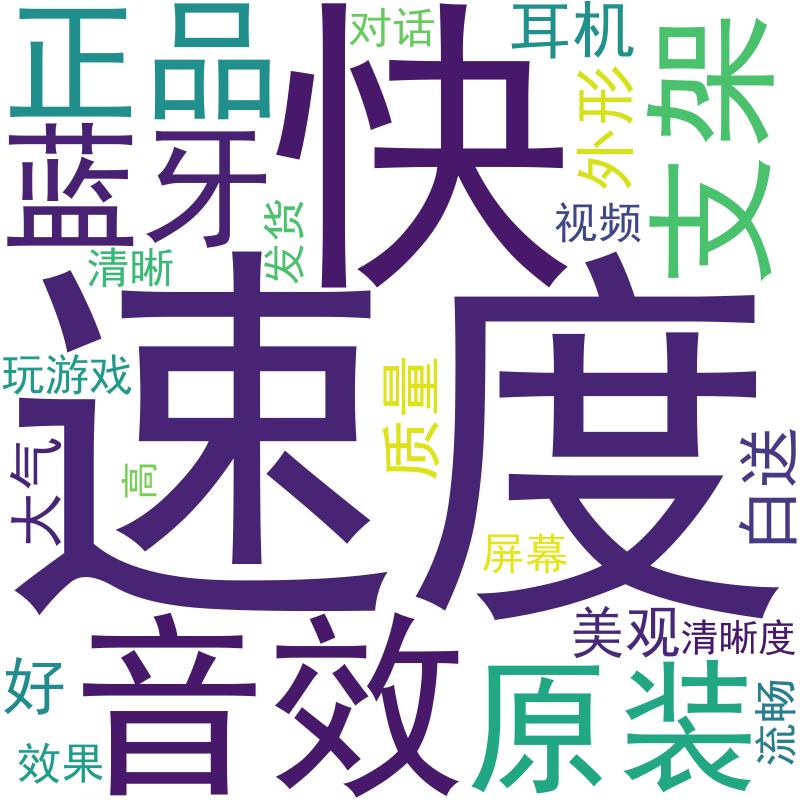 正品
快
对话
耳机
支架
外形
蓝牙
视频
发货
清晰
速度
玩游戏
质量
大气
高
白送
屏幕
美观
清晰度
音效
原装
好
流畅
效果